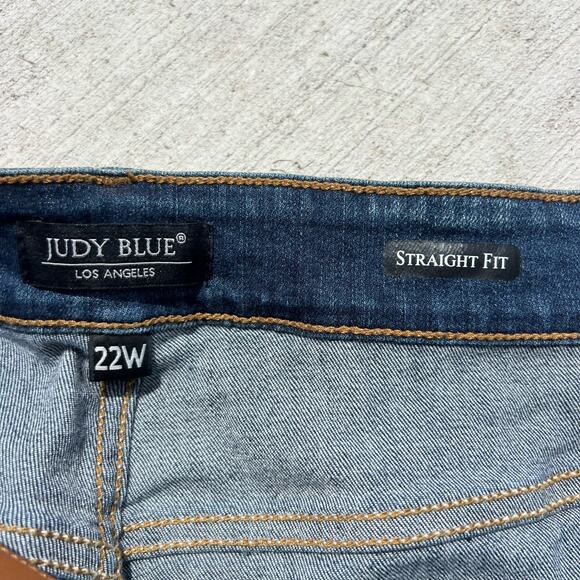 JUDY BLUE®
LOS ANGELES
STRAIGHT FIT
22W